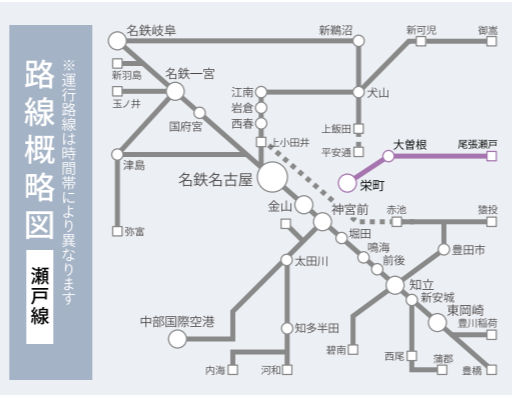 路線概略図
※運行路線は時間帯により異なります
瀬戸線
名鉄岐阜
新鵜沼
新可児
御嵩
新羽島
名鉄一宮
玉ノ井
国府宮
江南
岩倉
西春
犬山
上飯田
平安通
上小田井
大曽根
尾張瀬戸
栄町
津島
弥富
名鉄名古屋
金山
神宮前
赤池
猿投
堀田
鳴海
前後
豊田市
太田川
知立
新安城
東岡崎
豊川稲荷
中部国際空港
知多半田
碧南
西尾
蒲郡
豊橋
内海
河和